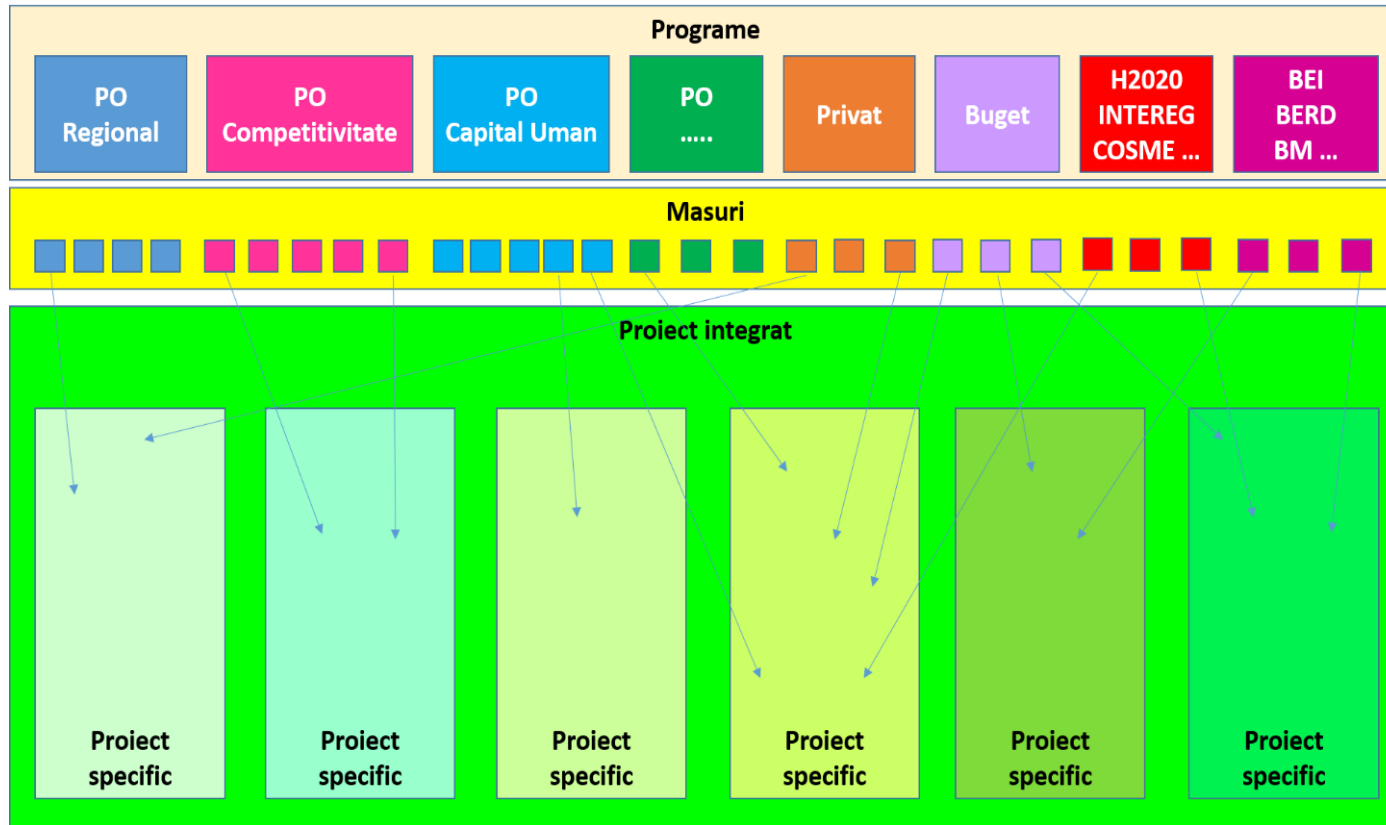 Programe
PO
Regional
PO
Competitivitate
PO
Capital Uman
PO
.....
Privat
Buget
H2020
INTEREG
COSME ...
BEI
BERD
BM ...
Masuri
Proiect integrat
Proiect
specific
Proiect
specific
Proiect
specific
Proiect
specific
Proiect
specific
Proiect
specific